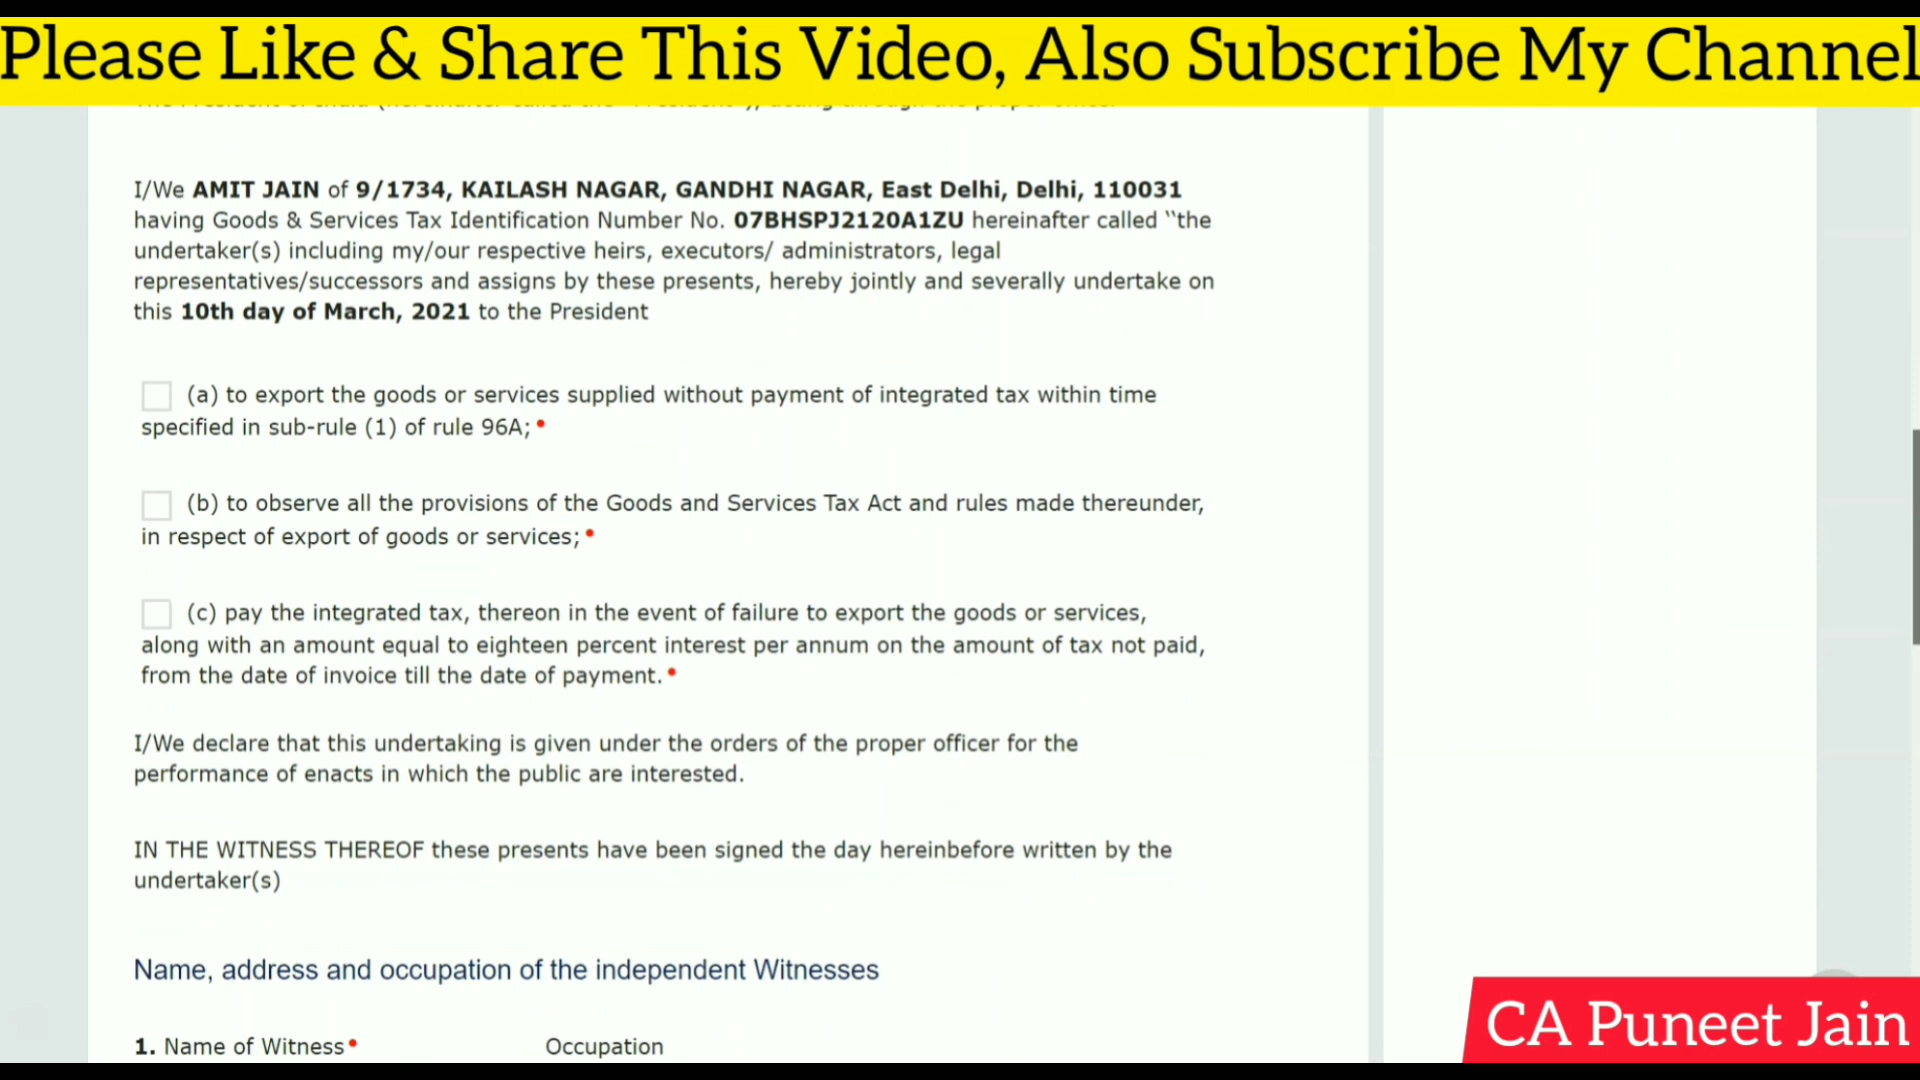 Please Like & Share This Video, Also Subscribe My Channel
I/We AMIT JAIN of 9/1734, KAILASH NAGAR, GANDHI NAGAR, East Delhi, Delhi, 110031
having Goods & Services Tax Identification Number No. 07BHSPJ2120A1ZU hereinafter called ‘‘the
undertaker(s) including my/our respective heirs, executors/ administrators, legal
representatives/successors and assigns by these presents, hereby jointly and severally undertake on
this 10th day of March, 2021 to the President
(a) to export the goods or services supplied without payment of integrated tax within time
specified in sub-rule (1) of rule 96A; •
(b) to observe all the provisions of the Goods and Services Tax Act and rules made thereunder,
in respect of export of goods or services; •
(c) pay the integrated tax, thereon in the event of failure to export the goods or services,
along with an amount equal to eighteen percent interest per annum on the amount of tax not paid,
from the date of invoice till the date of payment. •
I/We declare that this undertaking is given under the orders of the proper officer for the
performance of enacts in which the public are interested.
IN THE WITNESS THEREOF these presents have been signed the day hereinbefore written by the
undertaker(s)
Name, address and occupation of the independent Witnesses
1. Name of Witness • Occupation
CA Puneet Jain